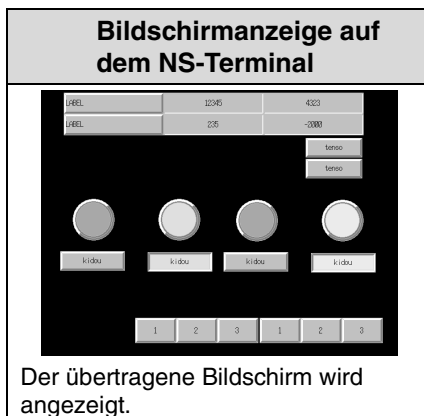 Bildschirmanzeige auf
dem NS-Terminal
LABEL 12345 4323
LABEL 235 -2000
tenso
tenso
kidou kidou kidou kidou
1 2 3 1 2 3
Der übertragene Bildschirm wird
angezeigt.